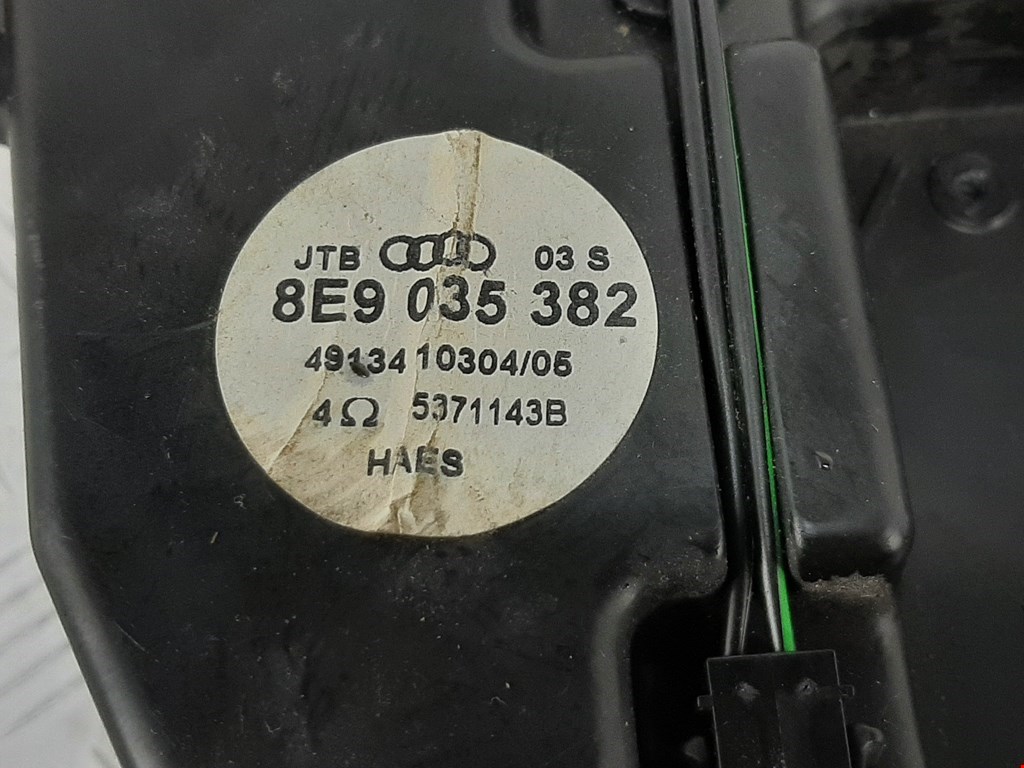 JTB 03 S
8E9 035 382
49134 10304/05
4Ω 5371143B
HAES